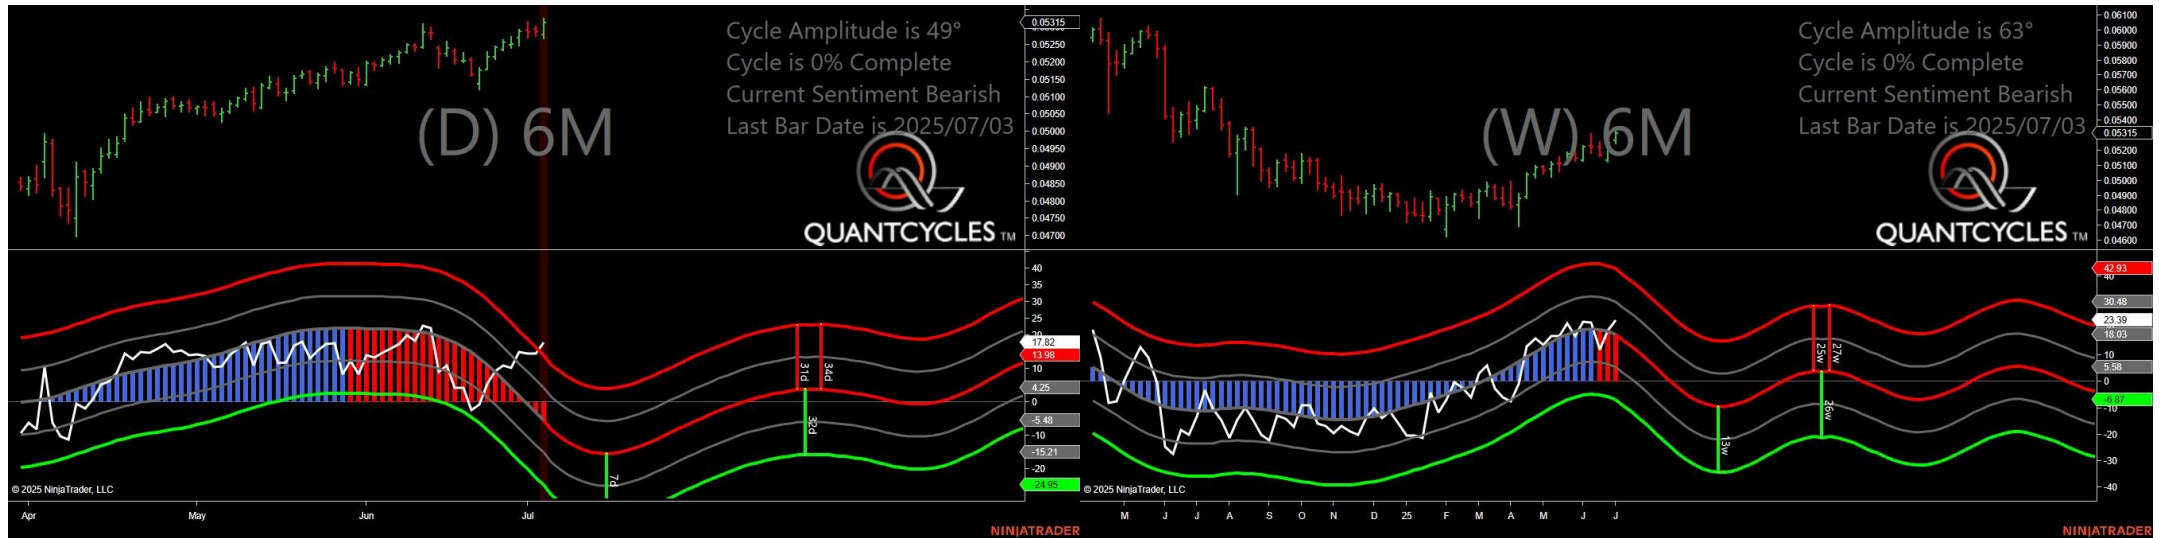 Cycle Amplitude is 49°
Cycle is 0% Complete
Current Sentiment Bearish
Last Bar Date is 2025/07/03
(D) 6M
QUANTCYCLES TM
0.05315
0.05250
0.05200
0.05150
0.05100
0.05050
0.05000
0.04950
0.04900
0.04850
0.04800
0.04750
0.04700
40
35
30
25
17.82
13.98
10
4.25
0
-5.48
-10
-15.21
-20
-24.95
31d
34d
32d
7d
© 2025 NinjaTrader, LLC
Apr May Jun Jul
NINJATRADER
Cycle Amplitude is 63°
Cycle is 0% Complete
Current Sentiment Bearish
Last Bar Date is 2025/07/03
(W) 6M
QUANTCYCLES TM
0.06100
0.06000
0.05900
0.05800
0.05700
0.05600
0.05500
0.05400
0.05315
0.05200
0.05100
0.05000
0.04900
0.04800
0.04700
0.04600
42.93
30.48
23.39
18.03
10
5.58
0
-6.87
-10
-20
-30
-40
25w
27w
26w
13w
© 2025 NinjaTrader, LLC
M J J A S O N D 25 F M A M J J
NINJATRADER